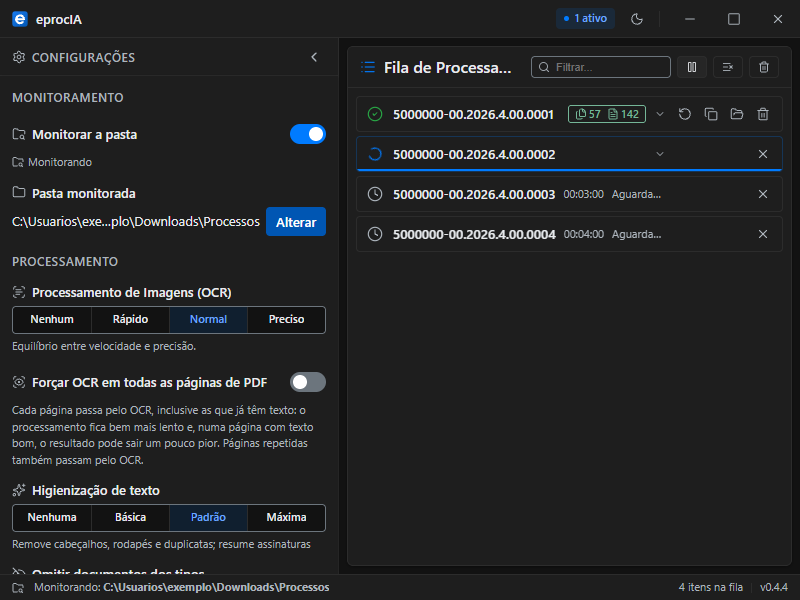 e eprocIA
1 ativo
CONFIGURAÇÕES
MONITORAMENTO
Monitorar a pasta
Monitorando
Pasta monitorada
C:\Usuarios\exe...plo\Downloads\Processos
Alterar
PROCESSAMENTO
Processamento de Imagens (OCR)
Nenhum Rápido Normal Preciso
Equilíbrio entre velocidade e precisão.
Forçar OCR em todas as páginas de PDF
Cada página passa pelo OCR, inclusive as que já têm texto: o
processamento fica bem mais lento e, numa página com texto
bom, o resultado pode sair um pouco pior. Páginas repetidas
também passam pelo OCR.
Higienização de texto
Nenhuma Básica Padrão Máxima
Remove cabeçalhos, rodapés e duplicatas; resume assinaturas
Omitir documentos dos tipos
Fila de Processa...
Filtrar...
5000000-00.2026.4.00.0001 57 142
5000000-00.2026.4.00.0002
5000000-00.2026.4.00.0003 00:03:00 Aguarda...
5000000-00.2026.4.00.0004 00:04:00 Aguarda...
Monitorando: C:\Usuarios\exemplo\Downloads\Processos
4 itens na fila
v0.4.4